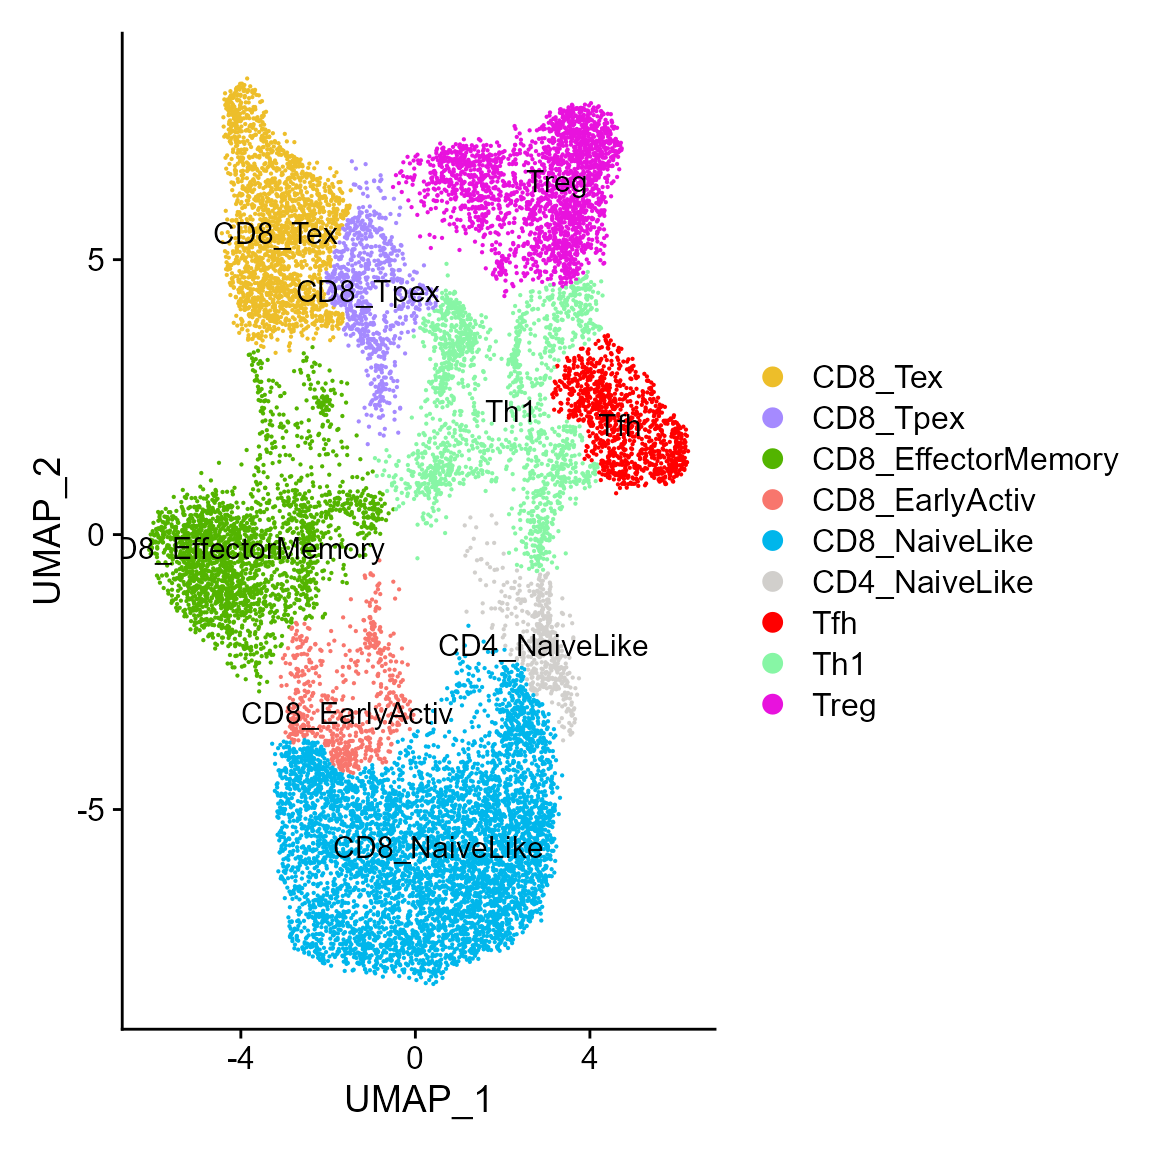 UMAP_2
5
0
-5
CD8_Tex
Treg
CD8_Tpex
Th1
Tfh
D8_EffectorMemory
CD4_NaiveLike
CD8_EarlyActiv
CD8_NaiveLike
-4
0
4
UMAP_1
CD8_Tex
CD8_Tpex
CD8_EffectorMemory
CD8_EarlyActiv
CD8_NaiveLike
CD4_NaiveLike
Tfh
Th1
Treg